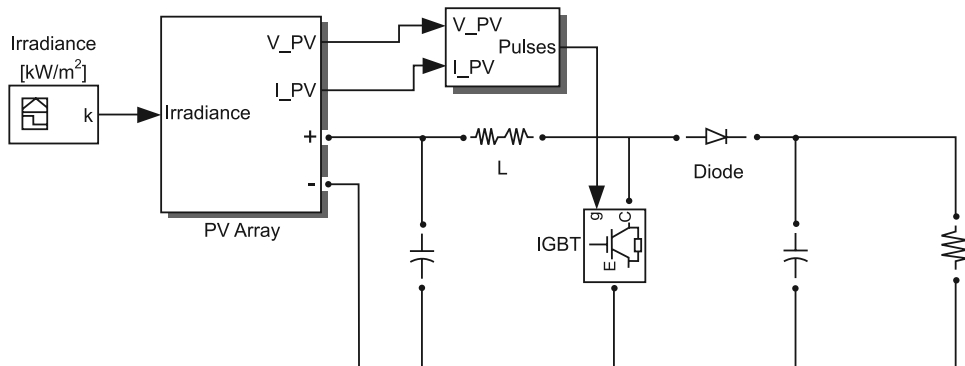 Irradiance
[kW/m²]
k
Irradiance
V_PV
I_PV
+
-
PV Array
V_PV
I_PV
Pulses
L
Diode
IGBT
g
C
E